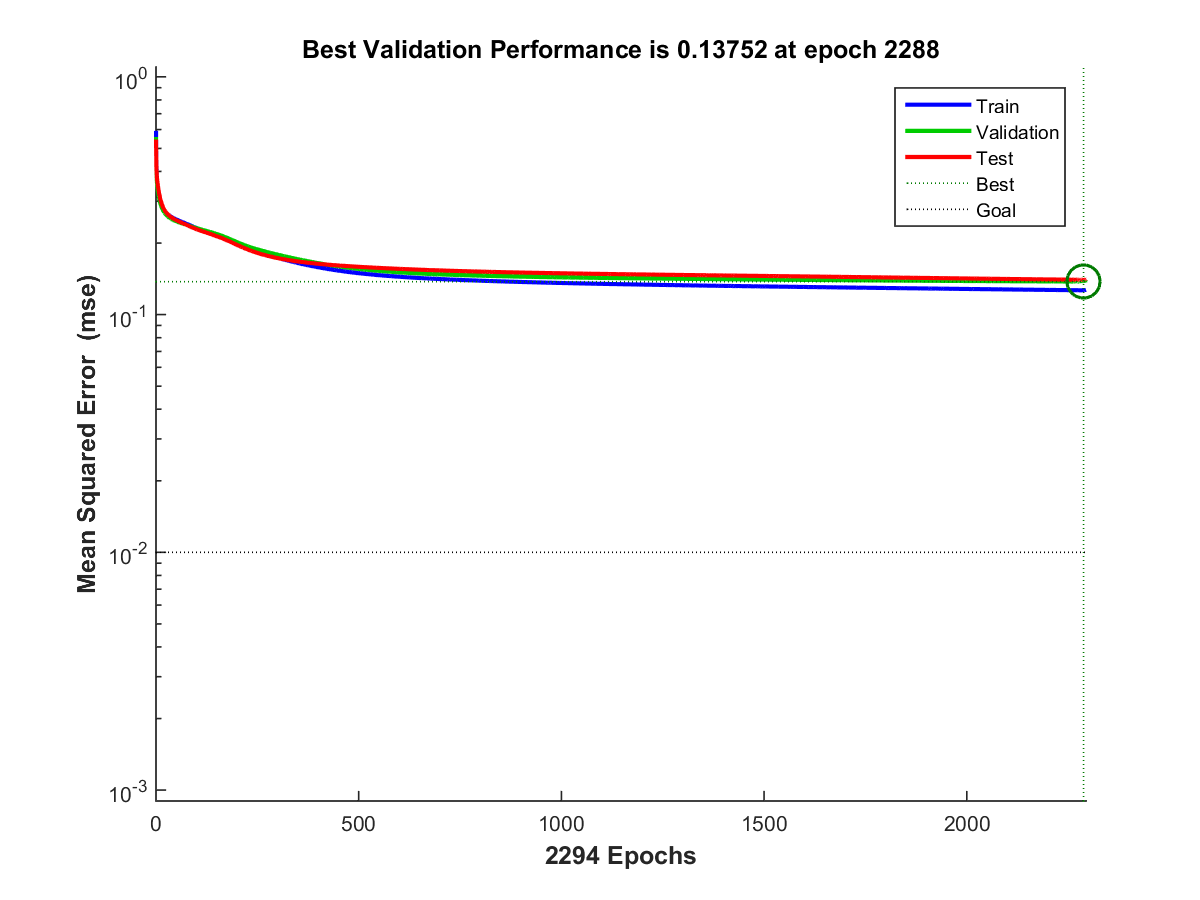 Best Validation Performance is 0.13752 at epoch 2288
Train
Validation
Test
Best
Goal
Mean Squared Error (mse)
10^0
10^-1
10^-2
10^-3
0 500 1000 1500 2000
2294 Epochs